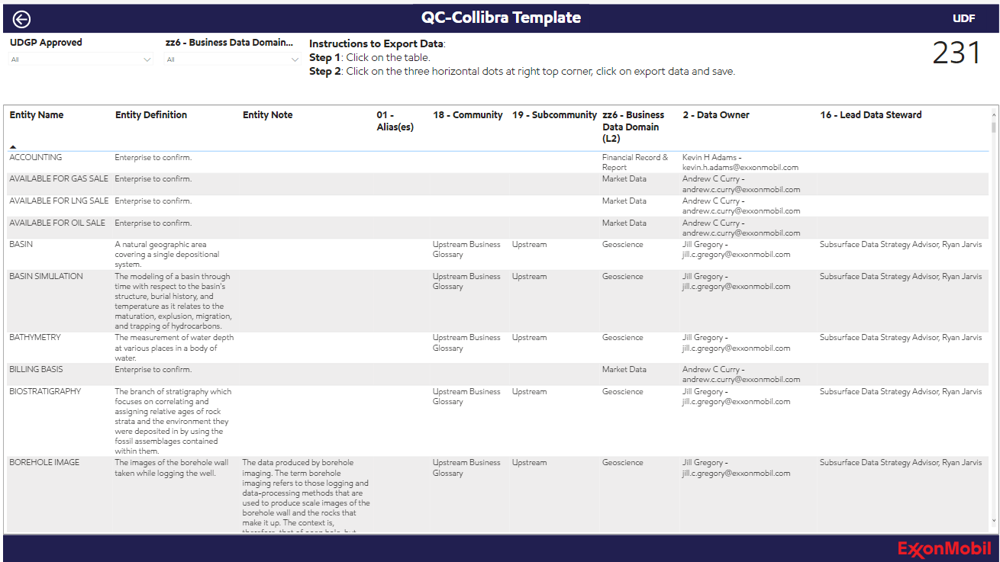 QC-Collibra Template
UDF
UDGP Approved
All
zz6 - Business Data Domain...
All
Instructions to Export Data:
Step 1: Click on the table.
Step 2: Click on the three horizontal dots at right top corner, click on export data and save.
231
Entity Name
Entity Definition
Entity Note
01 -
Alias(es)
18 - Community
19 - Subcommunity
zz6 - Business
Data Domain
(L2)
2 - Data Owner
16 - Lead Data Steward
ACCOUNTING
Enterprise to confirm.
Financial Record &
Report
Kevin H Adams -
kevin.h.adams@exxonmobil.com
AVAILABLE FOR GAS SALE
Enterprise to confirm.
Market Data
Andrew C Curry -
andrew.c.curry@exxonmobil.com
AVAILABLE FOR LNG SALE
Enterprise to confirm.
Market Data
Andrew C Curry -
andrew.c.curry@exxonmobil.com
AVAILABLE FOR OIL SALE
Enterprise to confirm.
Market Data
Andrew C Curry -
andrew.c.curry@exxonmobil.com
BASIN
A natural geographic area
covering a single depositional
system.
Upstream Business
Glossary
Upstream
Geoscience
Jill Gregory -
jill.c.gregory@exxonmobil.com
Subsurface Data Strategy Advisor, Ryan Jarvis
BASIN SIMULATION
The modeling of a basin through
time with respect to the basin's
structure, burial history, and
temperature as it relates to the
maturation, explusion, migration,
and trapping of hydrocarbons.
Upstream Business
Glossary
Upstream
Geoscience
Jill Gregory -
jill.c.gregory@exxonmobil.com
Subsurface Data Strategy Advisor, Ryan Jarvis
BATHYMETRY
The measurement of water depth
at various places in a body of
water.
Upstream Business
Glossary
Upstream
Geoscience
Jill Gregory -
jill.c.gregory@exxonmobil.com
Subsurface Data Strategy Advisor, Ryan Jarvis
BILLING BASIS
Enterprise to confirm.
Market Data
Andrew C Curry -
andrew.c.curry@exxonmobil.com
BIOSTRATIGRAPHY
The branch of stratigraphy which
focuses on correlating and
assigning relative ages of rock
strata and the environment they
were deposited in by using the
fossil assemblages contained
within them.
Upstream Business
Glossary
Upstream
Geoscience
Jill Gregory -
jill.c.gregory@exxonmobil.com
Subsurface Data Strategy Advisor, Ryan Jarvis
BOREHOLE IMAGE
The images of the borehole wall
taken while logging the well.
The data produced by borehole
imaging. The term borehole
imaging refers to those logging and
data-processing methods that are
used to produce scale images of the
borehole wall and the rocks that
make it up. The context is,
therefore, that of open hole, but
Upstream Business
Glossary
Upstream
Geoscience
Jill Gregory -
jill.c.gregory@exxonmobil.com
Subsurface Data Strategy Advisor, Ryan Jarvis
ExxonMobil